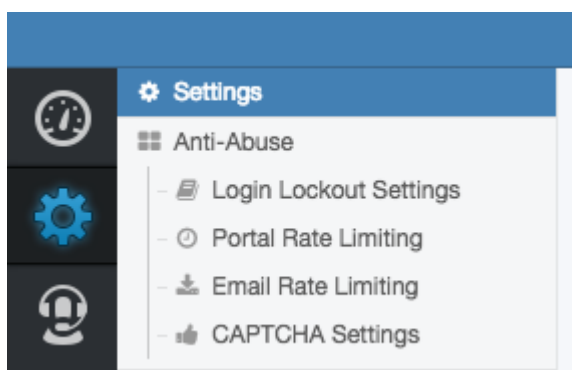 Settings
Anti-Abuse
Login Lockout Settings
Portal Rate Limiting
Email Rate Limiting
CAPTCHA Settings